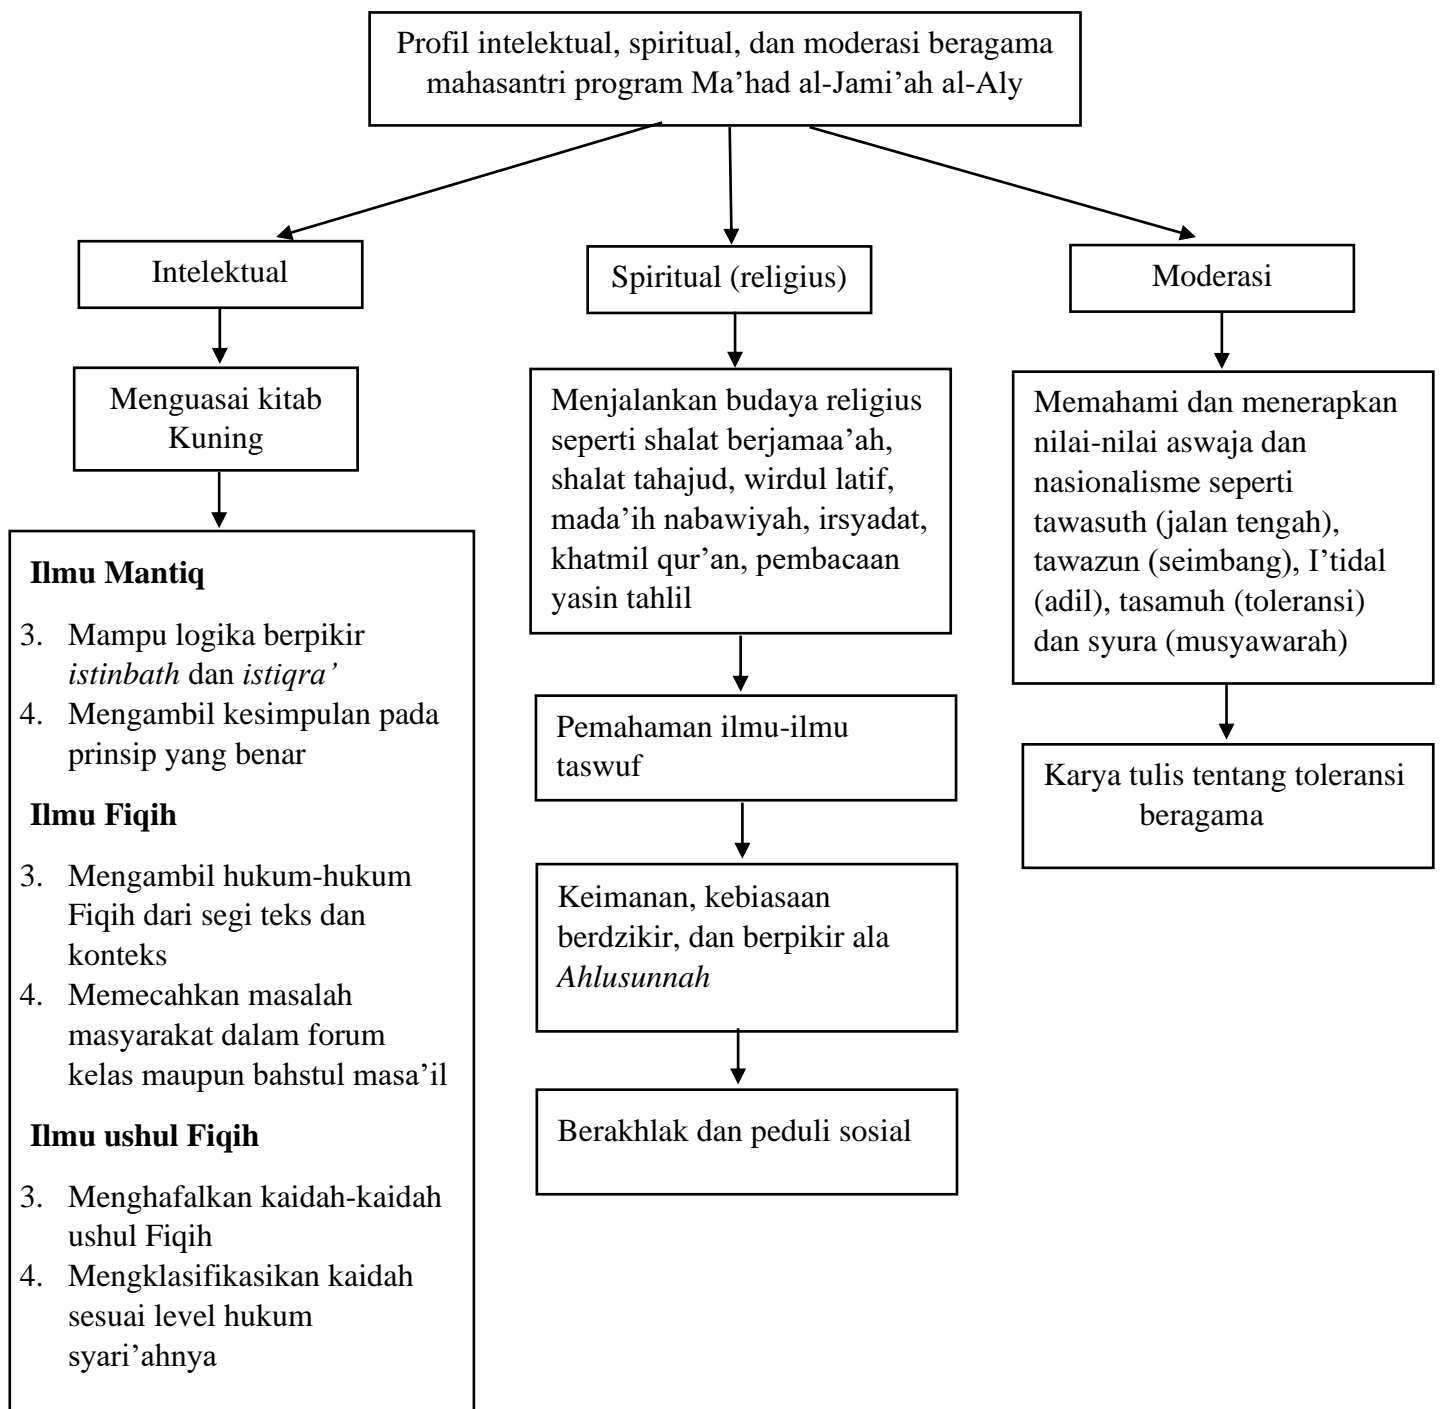 Profil intelektual, spiritual, dan moderasi beragama
mahasantri program Ma’had al-Jami’ah al-Aly
Intelektual
Spiritual (religius)
Moderasi
Menguasai kitab
Kuning
Menjalankan budaya religius
seperti shalat berjamaa’ah,
shalat tahajud, wirdul latif,
mada’ih nabawiyah, irsyadat,
khatmil qur’an, pembacaan
yasin tahlil
Memahami dan menerapkan
nilai-nilai aswaja dan
nasionalisme seperti
tawasuth (jalan tengah),
tawazun (seimbang), I’tidal
(adil), tasamuh (toleransi)
dan syura (musyawarah)
Ilmu Mantiq
3. Mampu logika berpikir
istinbath dan istiqra’
4. Mengambil kesimpulan pada
prinsip yang benar
Ilmu Fiqih
3. Mengambil hukum-hukum
Fiqih dari segi teks dan
konteks
4. Memecahkan masalah
masyarakat dalam forum
kelas maupun bahstul masa’il
Ilmu ushul Fiqih
3. Menghafalkan kaidah-kaidah
ushul Fiqih
4. Mengklasifikasikan kaidah
sesuai level hukum
syari’ahnya
Pemahaman ilmu-ilmu
taswuf
Keimanan, kebiasaan
berdzikir, dan berpikir ala
Ahlusunnah
Berakhlak dan peduli sosial
Karya tulis tentang toleransi
beragama